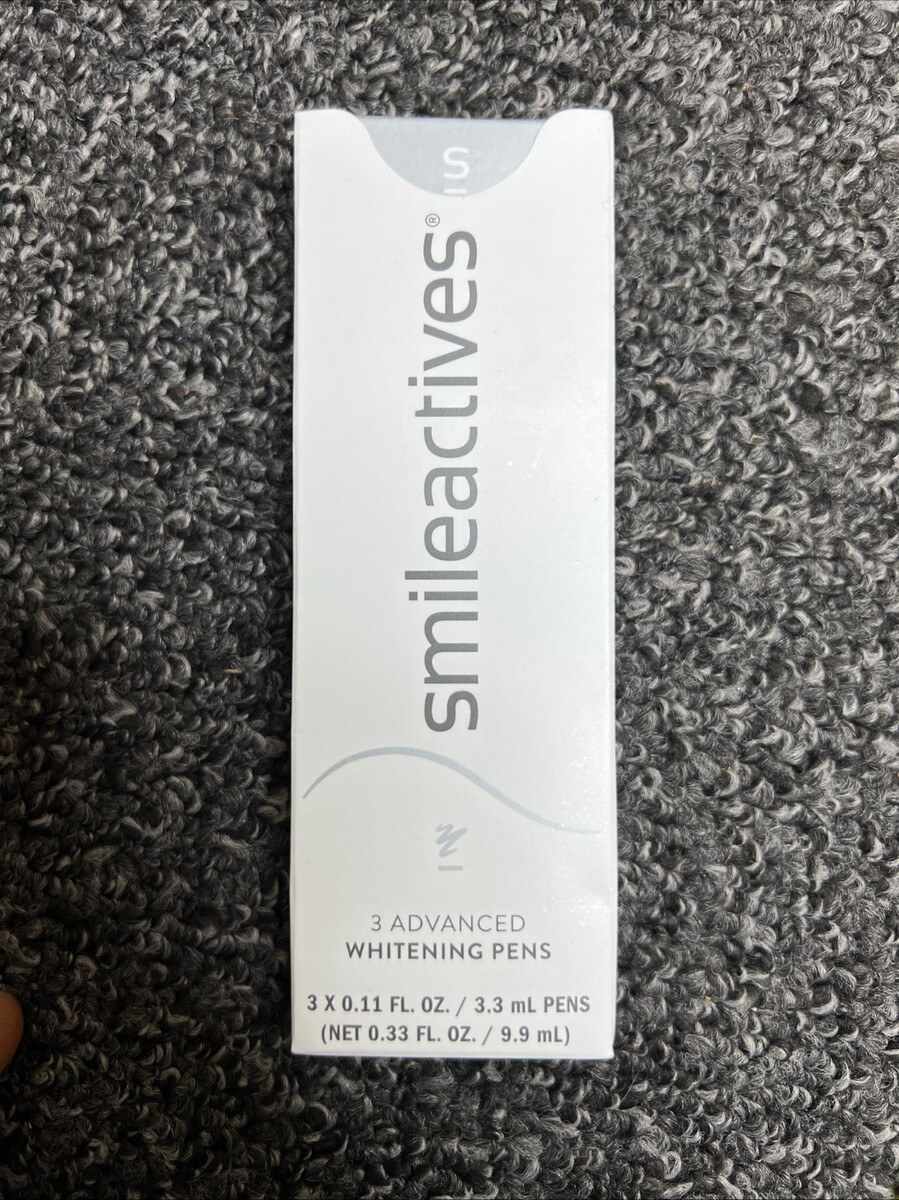 S
smileactives®
3 ADVANCED
WHITENING PENS
3 X 0.11 FL. OZ. / 3.3 mL PENS
(NET 0.33 FL. OZ. / 9.9 mL)